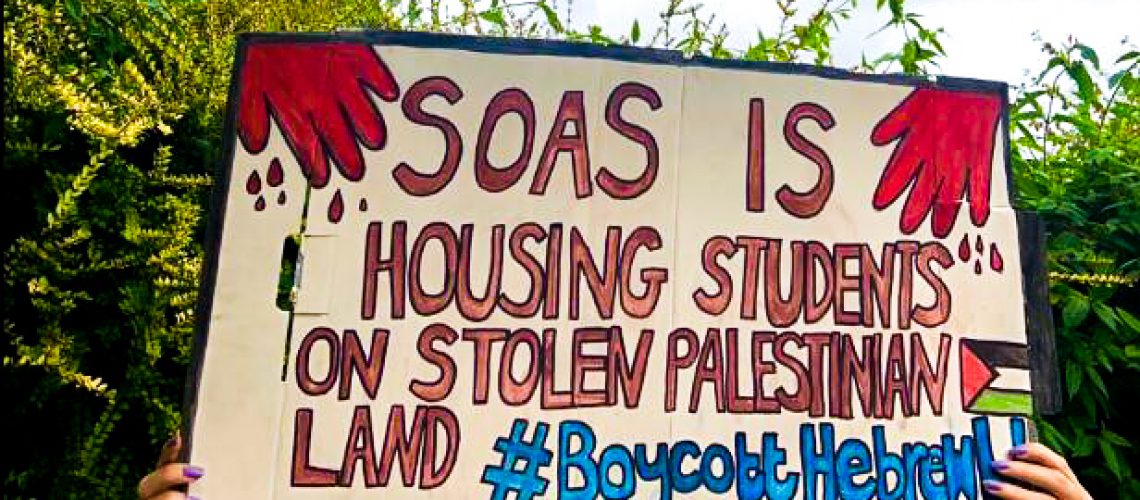 SOAS IS
HOUSING STUDENTS
ON STOLEN PALESTINIAN
LAND #BoycottHebrew